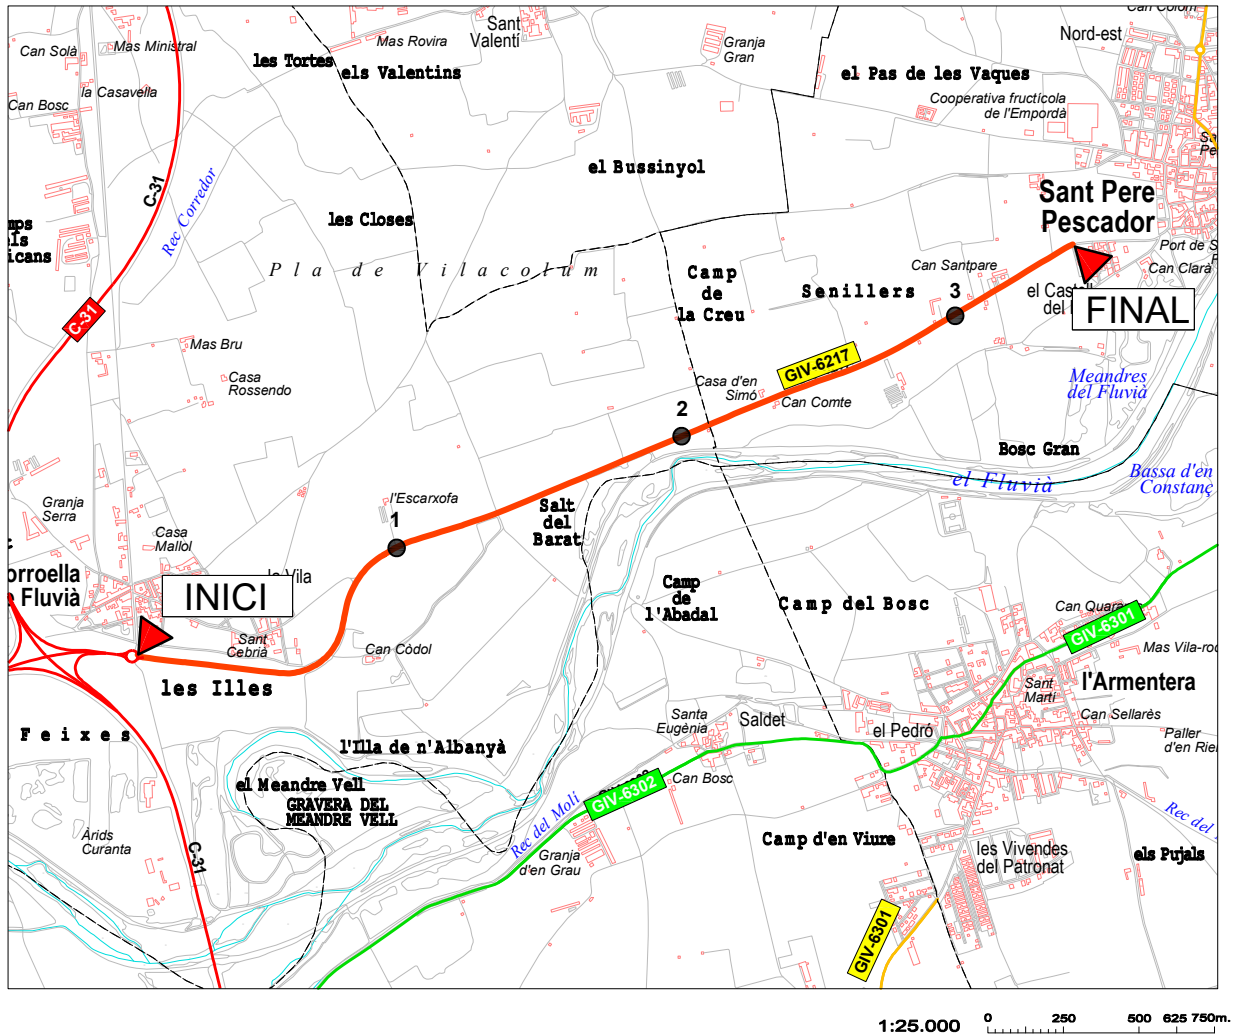 Can Colom
Sant
Valentí
Nord-est
Can Solà
Mas Ministral
Mas Rovira
Granja
Gran
les Tortes
els Valentins
el Pas de les Vaques
Can Bosc
la Casavella
Cooperativa fructícola
de l'Empordà
el Bussinyol
C-31
Rec Corredor
les Closes
Sant Pere
Pescador
Pla de Vilacolum
Camp
de
la Creu
Can Santpare
Senillers
3
Port de S
Can Clarà
el Castell
FINAL
C-31
Mas Bru
Casa
Rossendo
GIV-6217
Casa d'en
Simó
Can Comte
2
Meandres
del Fluvià
Bosc Gran
el Fluvià
Bassa d'en
Constanç
Granja
Serra
l'Escarxofa
1
Salt
del
Barat
Casa
Mallol
orroella
Fluvià
la Vila
INICI
Camp
de
l'Abadal
Camp del Bosc
Can Quara
GIV-6301
Sant
Cebrià
Can Còdol
Mas Vila-ro
les Illes
Sant
Martí
l'Armentera
Can Sellarès
Feixes
Santa
Eugènia
Saldet
el Pedró
Paller
d'en Rie
l'Illa de n'Albanyà
el Meandre Vell
GRAVERA DEL
MEANDRE VELL
Can Bosc
GIV-6302
Rec del Molí
Rec del
Àrids
Curanta
C-31
Granja
d'en Grau
Camp d'en Viure
les Vivendes
del Patronat
els Pujals
GIV-6301
1:25.000
0 250 500 625 750m.